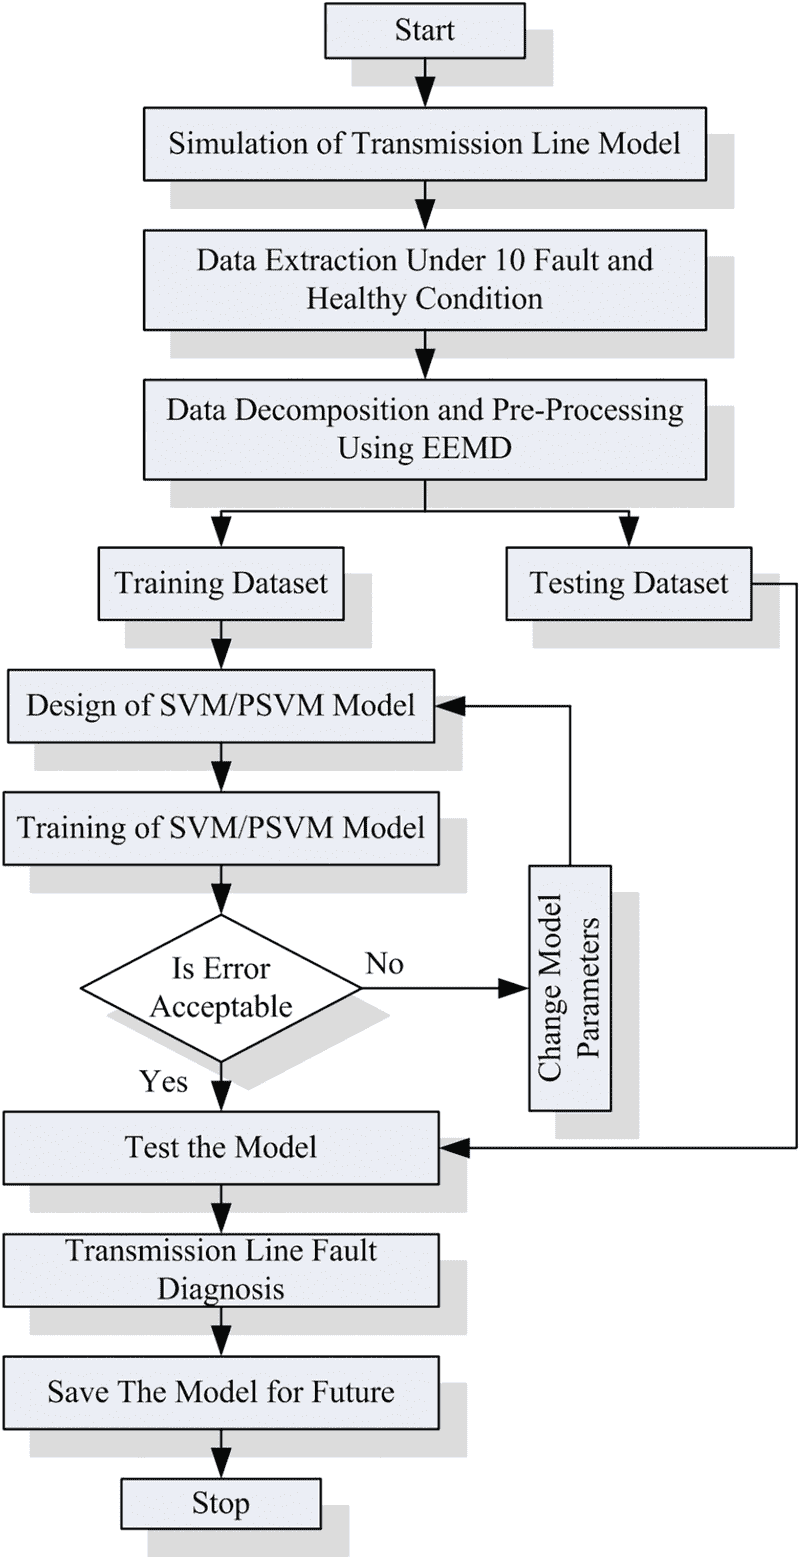 Start
Simulation of Transmission Line Model
Data Extraction Under 10 Fault and
Healthy Condition
Data Decomposition and Pre-Processing
Using EEMD
Training Dataset
Testing Dataset
Design of SVM/PSVM Model
Training of SVM/PSVM Model
Is Error
Acceptable
No
Change Model
Parameters
Yes
Test the Model
Transmission Line Fault
Diagnosis
Save The Model for Future
Stop